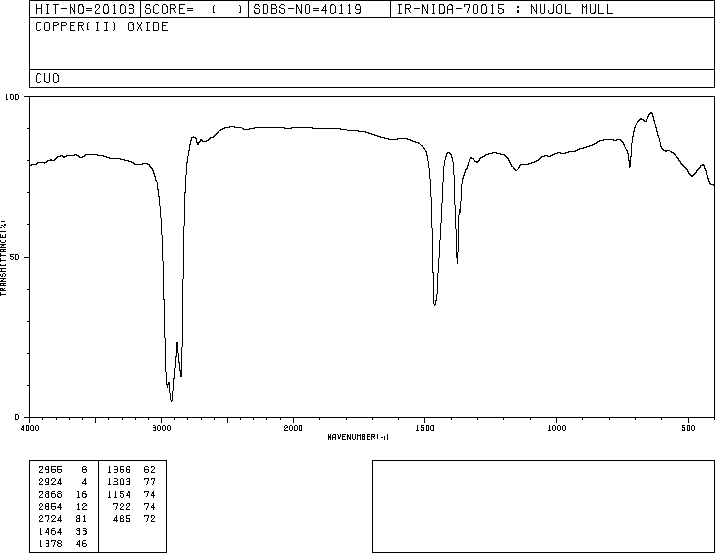 HIT-NO=20103 SCORE= ( ) SDBS-NO=40119 IR-NIDA-70015 : NUJOL MULL
COPPER(II) OXIDE
CUO
100
50
0
TRANSMITTANCE(%)
4000 3000 2000 1500 1000 500
WAVENUMBER(-1)
2955 8 1366 62
2924 4 1303 77
2868 16 1154 74
2854 12 722 74
2724 81 485 72
1464 33
1378 46